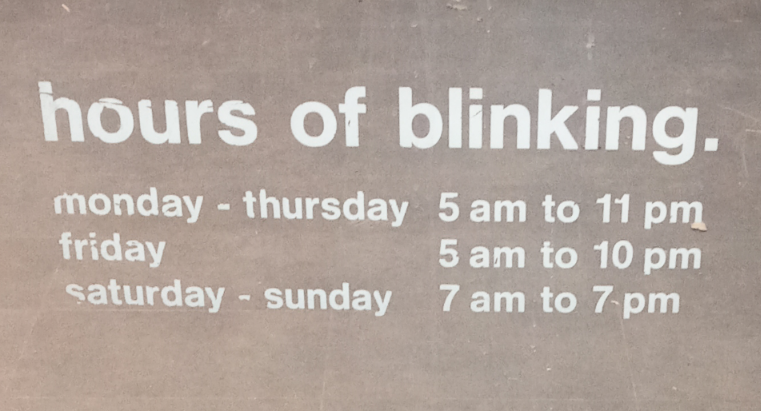 hours of blinking.
monday - thursday 5 am to 11 pm
friday 5 am to 10 pm
saturday - sunday 7 am to 7 pm